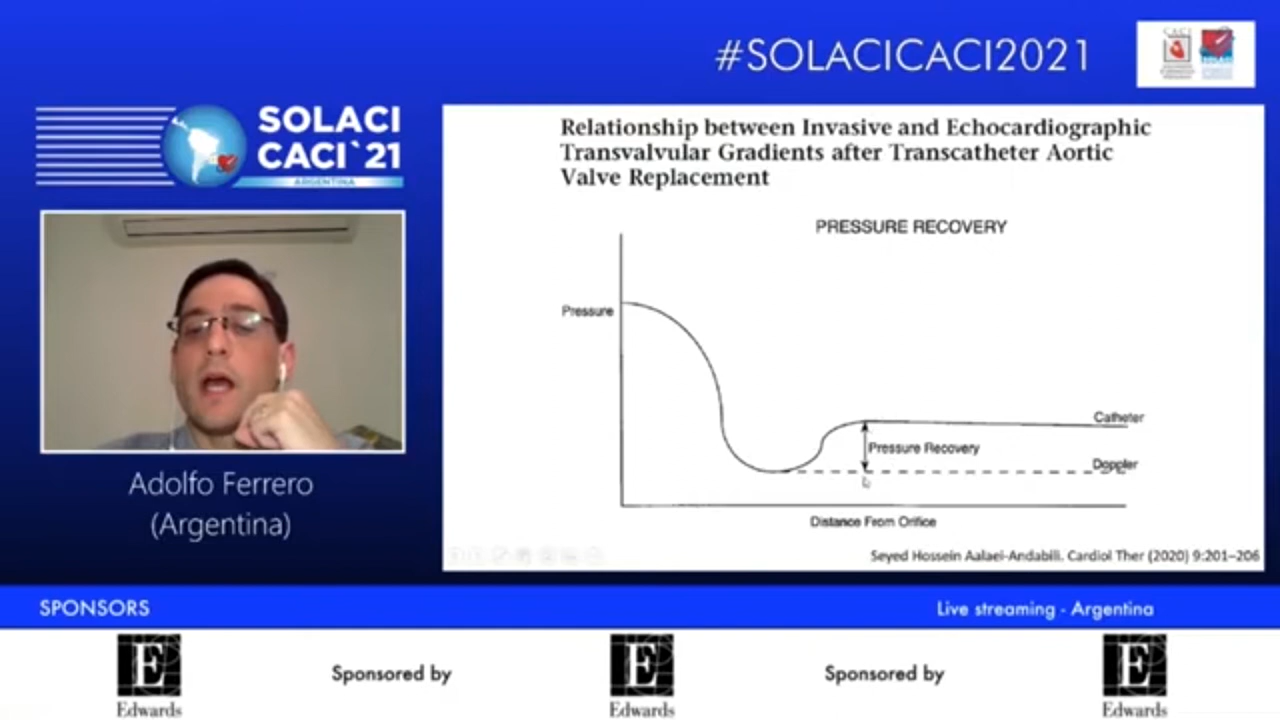 #SOLACICACI2021
CACI
SOLACI
SOLACI
CACI`21
ARGENTINA
Relationship between Invasive and Echocardiographic
Transvalvular Gradients after Transcatheter Aortic
Valve Replacement
PRESSURE RECOVERY
Pressure
Catheter
Pressure Recovery
Doppler
Distance From Orifice
Seyed Hossein Aalaei-Andabili. Cardiol Ther (2020) 9:201–206
Adolfo Ferrero
(Argentina)
SPONSORS
Live streaming - Argentina
Edwards
Sponsored by
Edwards
Sponsored by
Edwards